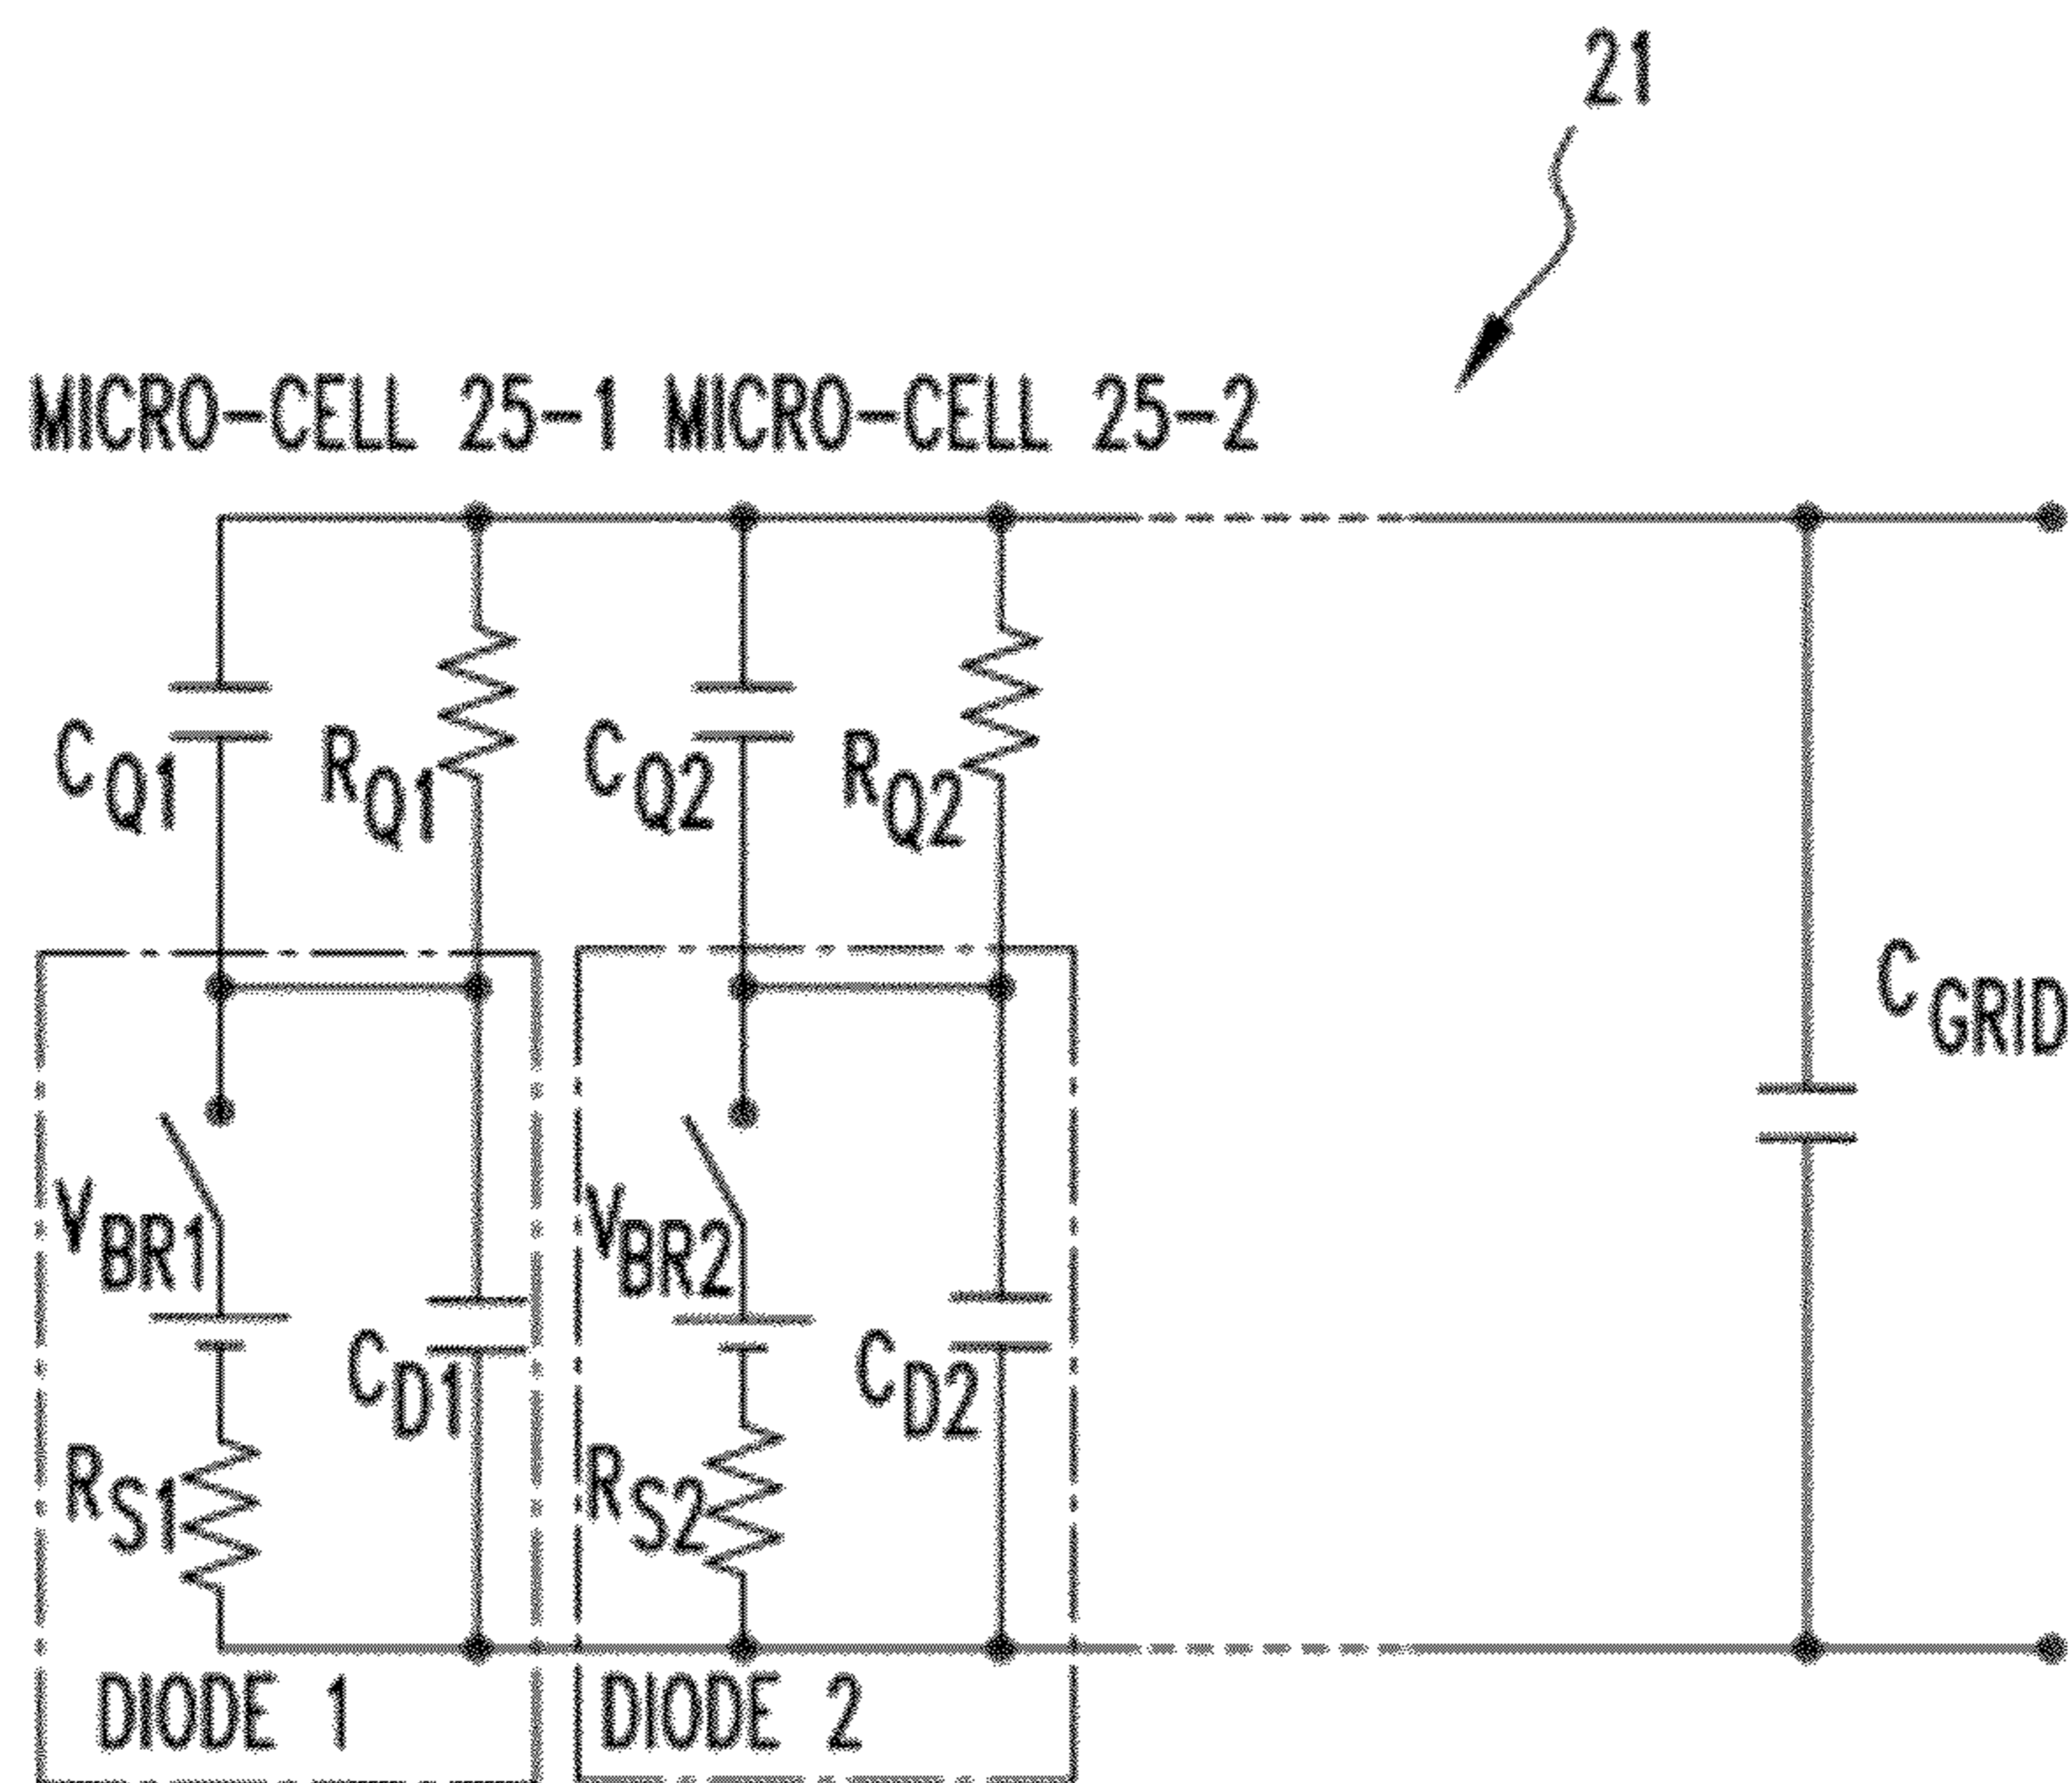 21
MICRO-CELL 25-1 MICRO-CELL 25-2
CQ1 RQ1 CQ2 RQ2
CGRID
VBR1 VBR2
CD1 CD2
RS1 RS2
DIODE 1 DIODE 2